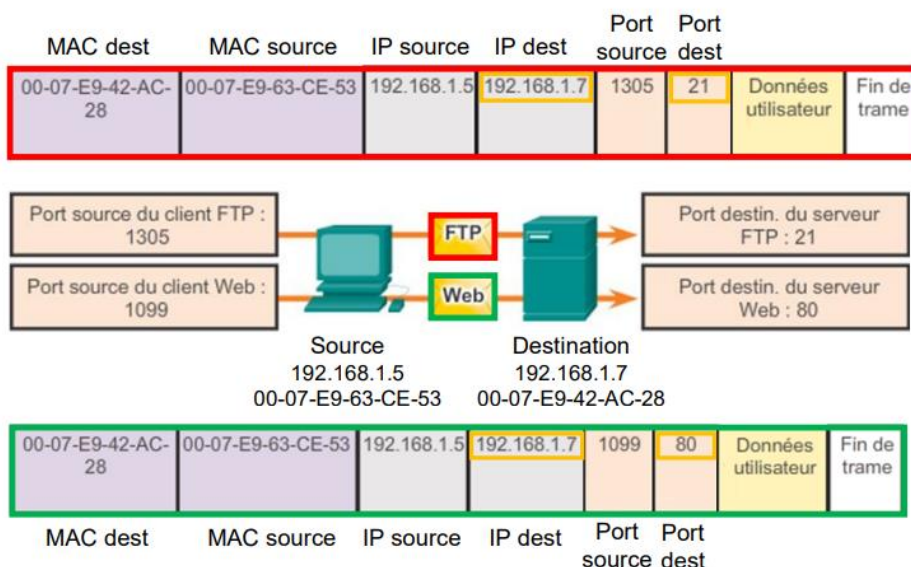 MAC dest MAC source IP source IP dest Port source Port dest
00-07-E9-42-AC-28 00-07-E9-63-CE-53 192.168.1.5 192.168.1.7 1305 21 Données utilisateur Fin de trame
Port source du client FTP :
1305
FTP
Port destin. du serveur
FTP : 21
Port source du client Web :
1099
Web
Port destin. du serveur
Web : 80
Source
192.168.1.5
00-07-E9-63-CE-53
Destination
192.168.1.7
00-07-E9-42-AC-28
00-07-E9-42-AC-28 00-07-E9-63-CE-53 192.168.1.5 192.168.1.7 1099 80 Données utilisateur Fin de trame
MAC dest MAC source IP source IP dest Port source Port dest